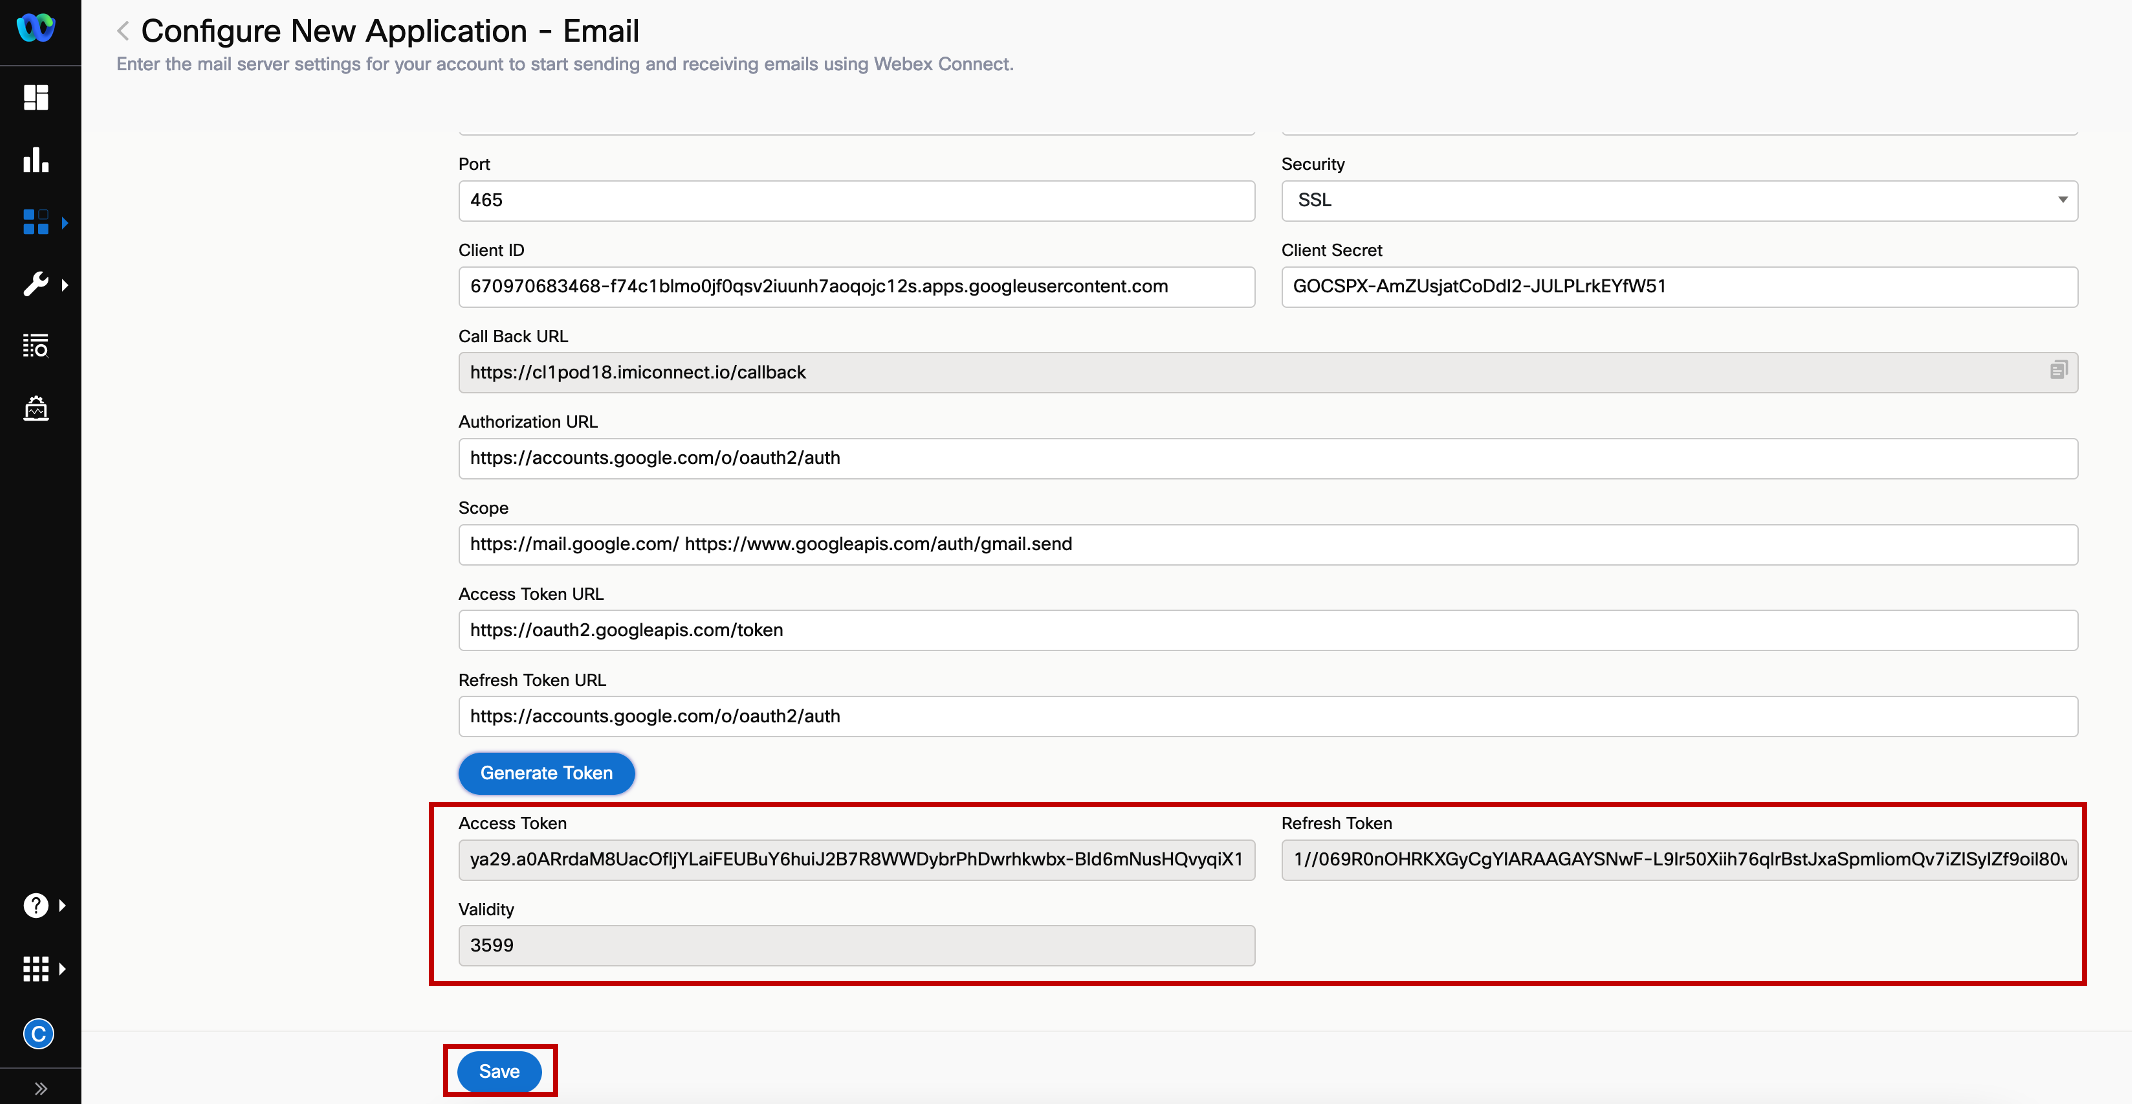 Configure New Application - Email
Enter the mail server settings for your account to start sending and receiving emails using Webex Connect.
Port
Security
465
SSL
Client ID
Client Secret
670970683468-f74c1blmo0jf0qsv2iuunh7aoqojc12s.apps.googleusercontent.com
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
Call Back URL
https://cl1pod18.imiconnect.io/callback
Authorization URL
https://accounts.google.com/o/oauth2/auth
Scope
https://mail.google.com/ https://www.googleapis.com/auth/gmail.send
Access Token URL
https://oauth2.googleapis.com/token
Refresh Token URL
https://accounts.google.com/o/oauth2/auth
Generate Token
Access Token
Refresh Token
ya29.a0ARrdaM8UacOfIjYLaiFEUBuY6huiJ2B7R8WWDybrPhDwrhkwbx-BId6mNusHQvyqiX1
1//069R0nOHRKXGyCgYIARAAGAYSNwF-L9Ir50Xiih76qIrBstJxaSpmIiomQv7iZISyIZf9oil80v
Validity
3599
Save
C